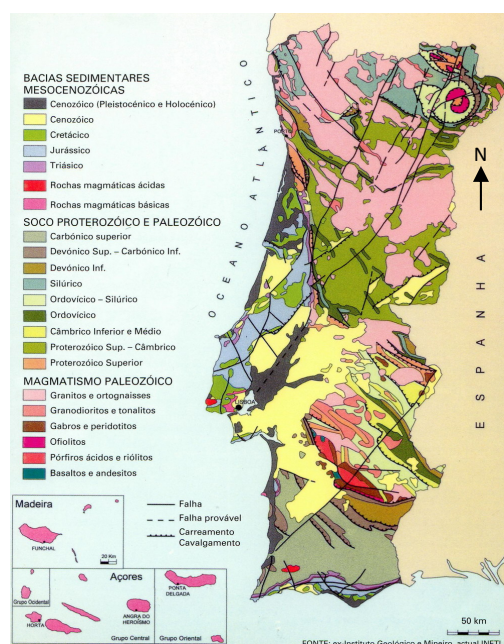 BACIAS SEDIMENTARES
MESOCENOZÓICAS
Cenozóico (Pleistocénico e Holocénico)
Cenozóico
Cretácico
Jurássico
Triásico
Rochas magmáticas ácidas
Rochas magmáticas básicas
SOCO PROTEROZÓICO E PALEOZÓICO
Carbónico superior
Devónico Sup. – Carbónico Inf.
Devónico Inf.
Silúrico
Ordovícico – Silúrico
Ordovicico
Câmbrico Inferior e Médio
Proterozóico Sup. – Câmbrico
Proterozóico Superior
MAGMATISMO PALEOZÓICO
Granitos e ortognaisses
Granodioritos e tonalitos
Gabros e peridotitos
Ofiolitos
Pórfiros ácidos e riólitos
Basaltos e andesitos
Falha
Falha provável
Carreamento
Cavalgamento
OCEANO ATLÂNTICO
PORTO
LISBOA
N
ESPANHA
Madeira
FUNCHAL
20 Km
Açores
Grupo Ocidental
HORTA
ANGRA DO
HEROÍSMO
Grupo Central
PONTA
DELGADA
Grupo Oriental
50 km
FONTE: ex-Instituto Geológico e Mineiro, actual INETI